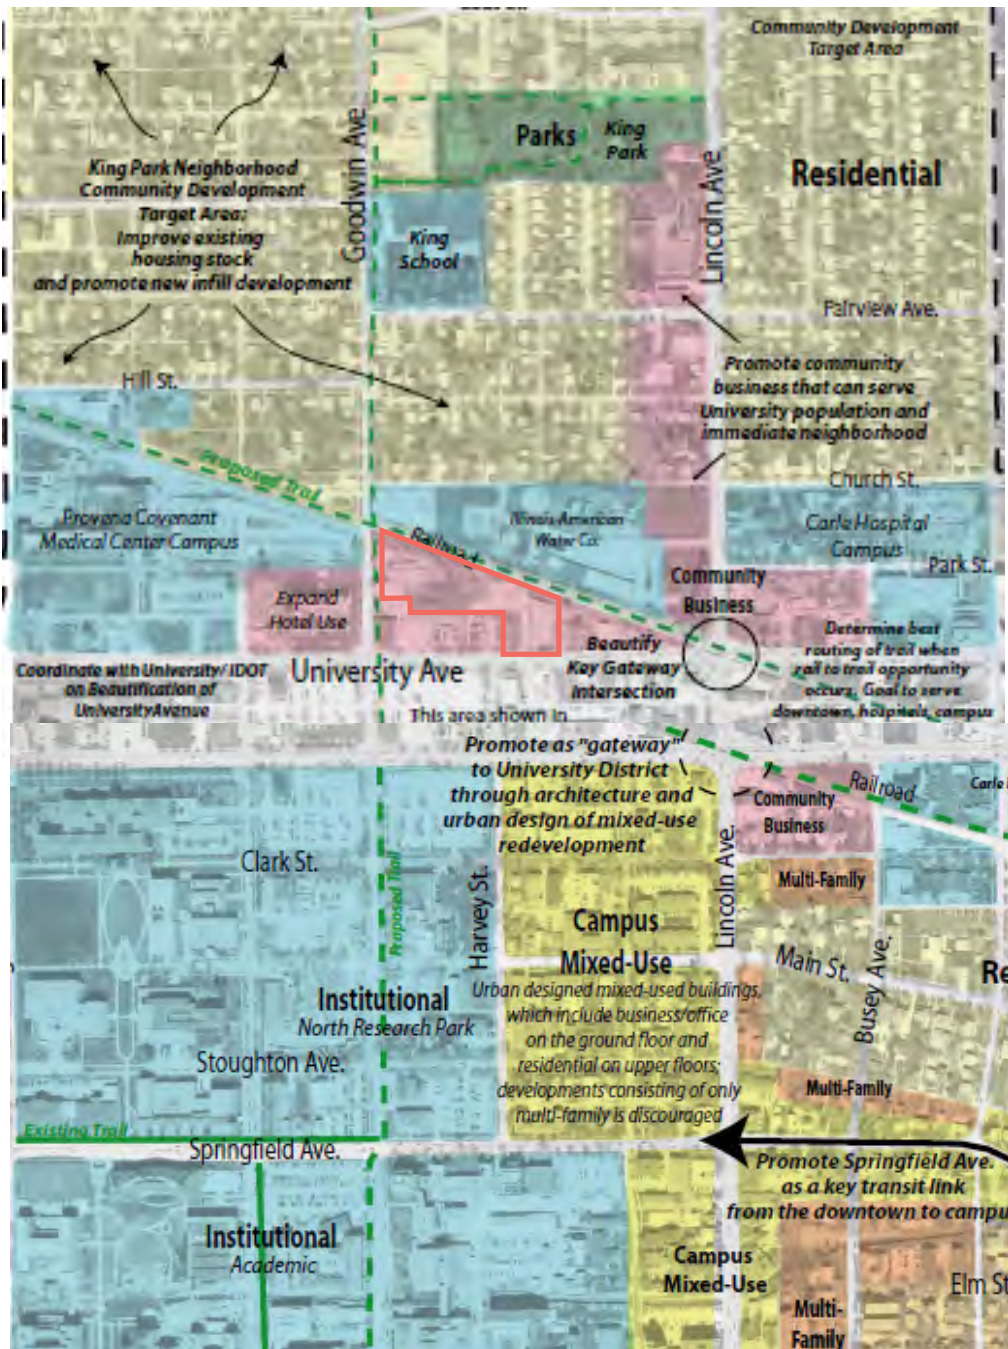 Community Development
Target Area
Goodwin Ave
Parks
King
Park
Lincoln Ave
Residential
King Park Neighborhood
Community Development
Target Area:
Improve existing
housing stock
and promote new infill development
King
School
Fairview Ave.
Promote community
business that can serve
University population and
immediate neighborhood
Hill St.
Proposed Trail
Church St.
Provena Covenant
Medical Center Campus
Railroad
Illinois-American
Water Co.
Carle Hospital
Campus
Park St.
Community
Business
Expand
Hotel Use
Beautify
Key Gateway
Intersection
Determine best
routing of trail when
rail to trail opportunity
occurs. Goal to serve
downtown, hospitals, campus
Coordinate with University/IDOT
on Beautification of
University Avenue
University Ave
This area shown in
Promote as "gateway"
to University District
through architecture and
urban design of mixed-use
redevelopment
Railroad
Carle
Community
Business
Clark St.
Proposed Trail
Harvey St.
Lincoln Ave.
Multi-Family
Campus
Mixed-Use
Urban designed mixed-used buildings,
which include business/office
on the ground floor and
residential on upper floors;
developments consisting of only
multi-family is discouraged
Main St.
Busey Ave.
Re
Institutional
North Research Park
Stoughton Ave.
Multi-Family
Existing Trail
Springfield Ave.
Promote Springfield Ave.
as a key transit link
from the downtown to campu
Institutional
Academic
Campus
Mixed-Use
Elm St
Multi-
Family